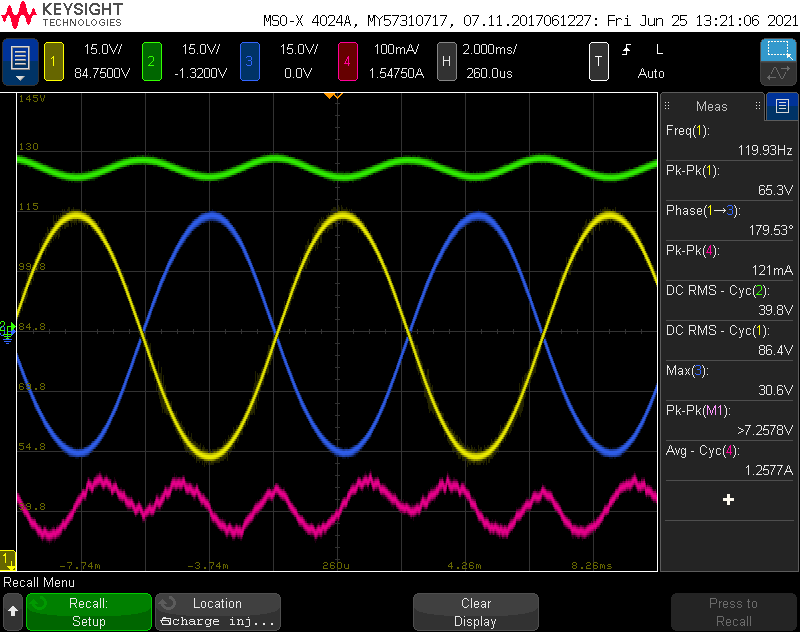 KEYSIGHT
TECHNOLOGIES
MSO-X 4024A, MY57310717, 07.11.2017061227: Fri Jun 25 13:21:06 2021
1 15.0V/ 84.7500V
2 15.0V/ -1.3200V
3 15.0V/ 0.0V
4 100mA/ 1.54750A
H 2.000ms/ 260.0us
T L Auto
145V
130
115
99.8
84.8
69.8
54.8
39.8
2
1
-7.74m -3.74m 260u 4.26m 8.26ms
Meas
Freq(1):
119.93Hz
Pk-Pk(1):
65.3V
Phase(1→3):
179.53°
Pk-Pk(4):
121mA
DC RMS - Cyc(2):
39.8V
DC RMS - Cyc(1):
86.4V
Max(3):
30.6V
Pk-Pk(M1):
>7.2578V
Avg - Cyc(4):
1.2577A
Recall Menu
Recall:
Setup
Location
charge inj...
Clear
Display
Press to
Recall